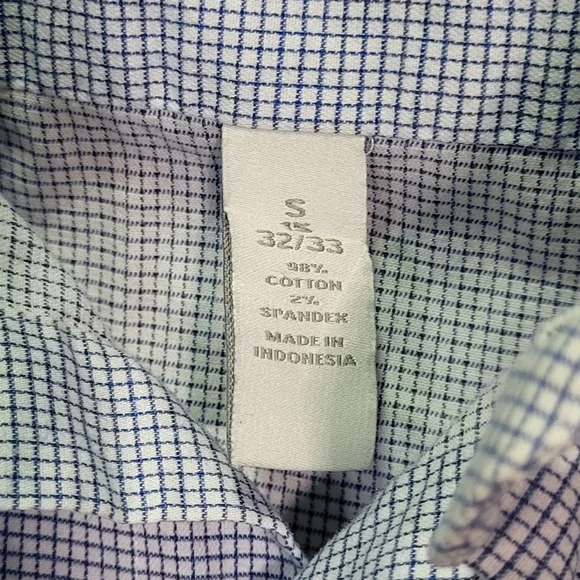 S
15
32/33
98%
COTTON
2%
SPANDEX
MADE IN
INDONESIA